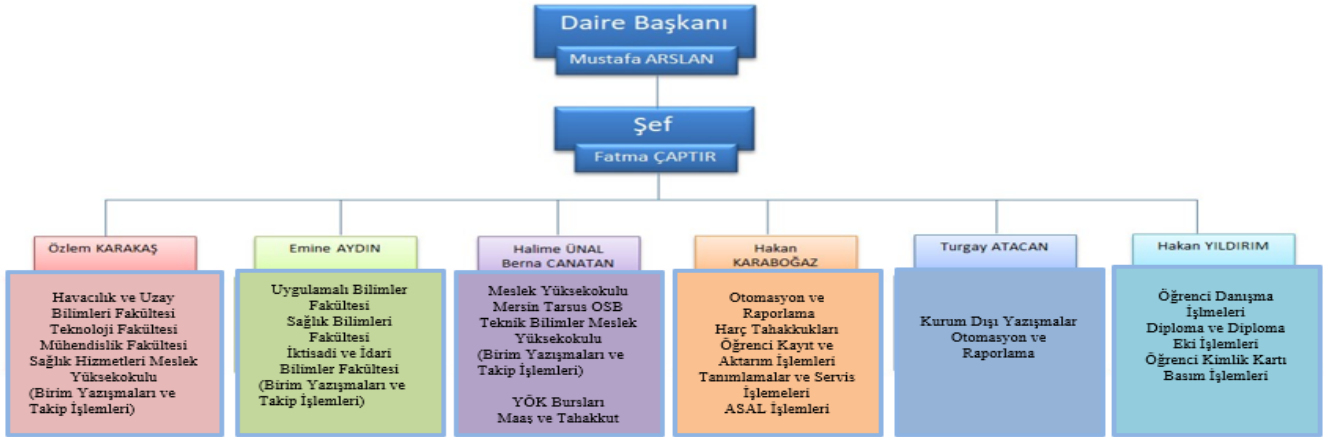 Daire Başkanı
Mustafa ARSLAN
Şef
Fatma ÇAPTIR
Özlem KARAKAŞ
Havacılık ve Uzay
Bilimleri Fakültesi
Teknoloji Fakültesi
Mühendislik Fakültesi
Sağlık Hizmetleri Meslek
Yüksekokulu
(Birim Yazışmaları ve
Takip İşlemleri)
Emine AYDIN
Uygulamalı Bilimler
Fakültesi
Sağlık Bilimleri
Fakültesi
İktisadi ve İdari
Bilimler Fakültesi
(Birim Yazışmaları ve
Takip İşlemleri)
Halime ÜNAL
Berna CANATAN
Meslek Yüksekokulu
Mersin Tarsus OSB
Teknik Bilimler Meslek
Yüksekokulu
(Birim Yazışmaları ve
Takip İşlemleri)
YÖK Bursları
Maaş ve Tahakkut
Hakan
KARABOĞAZ
Otomasyon ve
Raporlama
Harç Tahakkukları
Öğrenci Kayıt ve
Aktarım İşlemleri
Tanımlamalar ve Servis
İşlemeleri
ASAL İşlemleri
Turgay ATACAN
Kurum Dışı Yazışmalar
Otomasyon ve
Raporlama
Hakan YILDIRIM
Öğrenci Danışma
İşlmeleri
Diploma ve Diploma
Eki İşlemleri
Öğrenci Kimlik Kartı
Basım İşlemleri